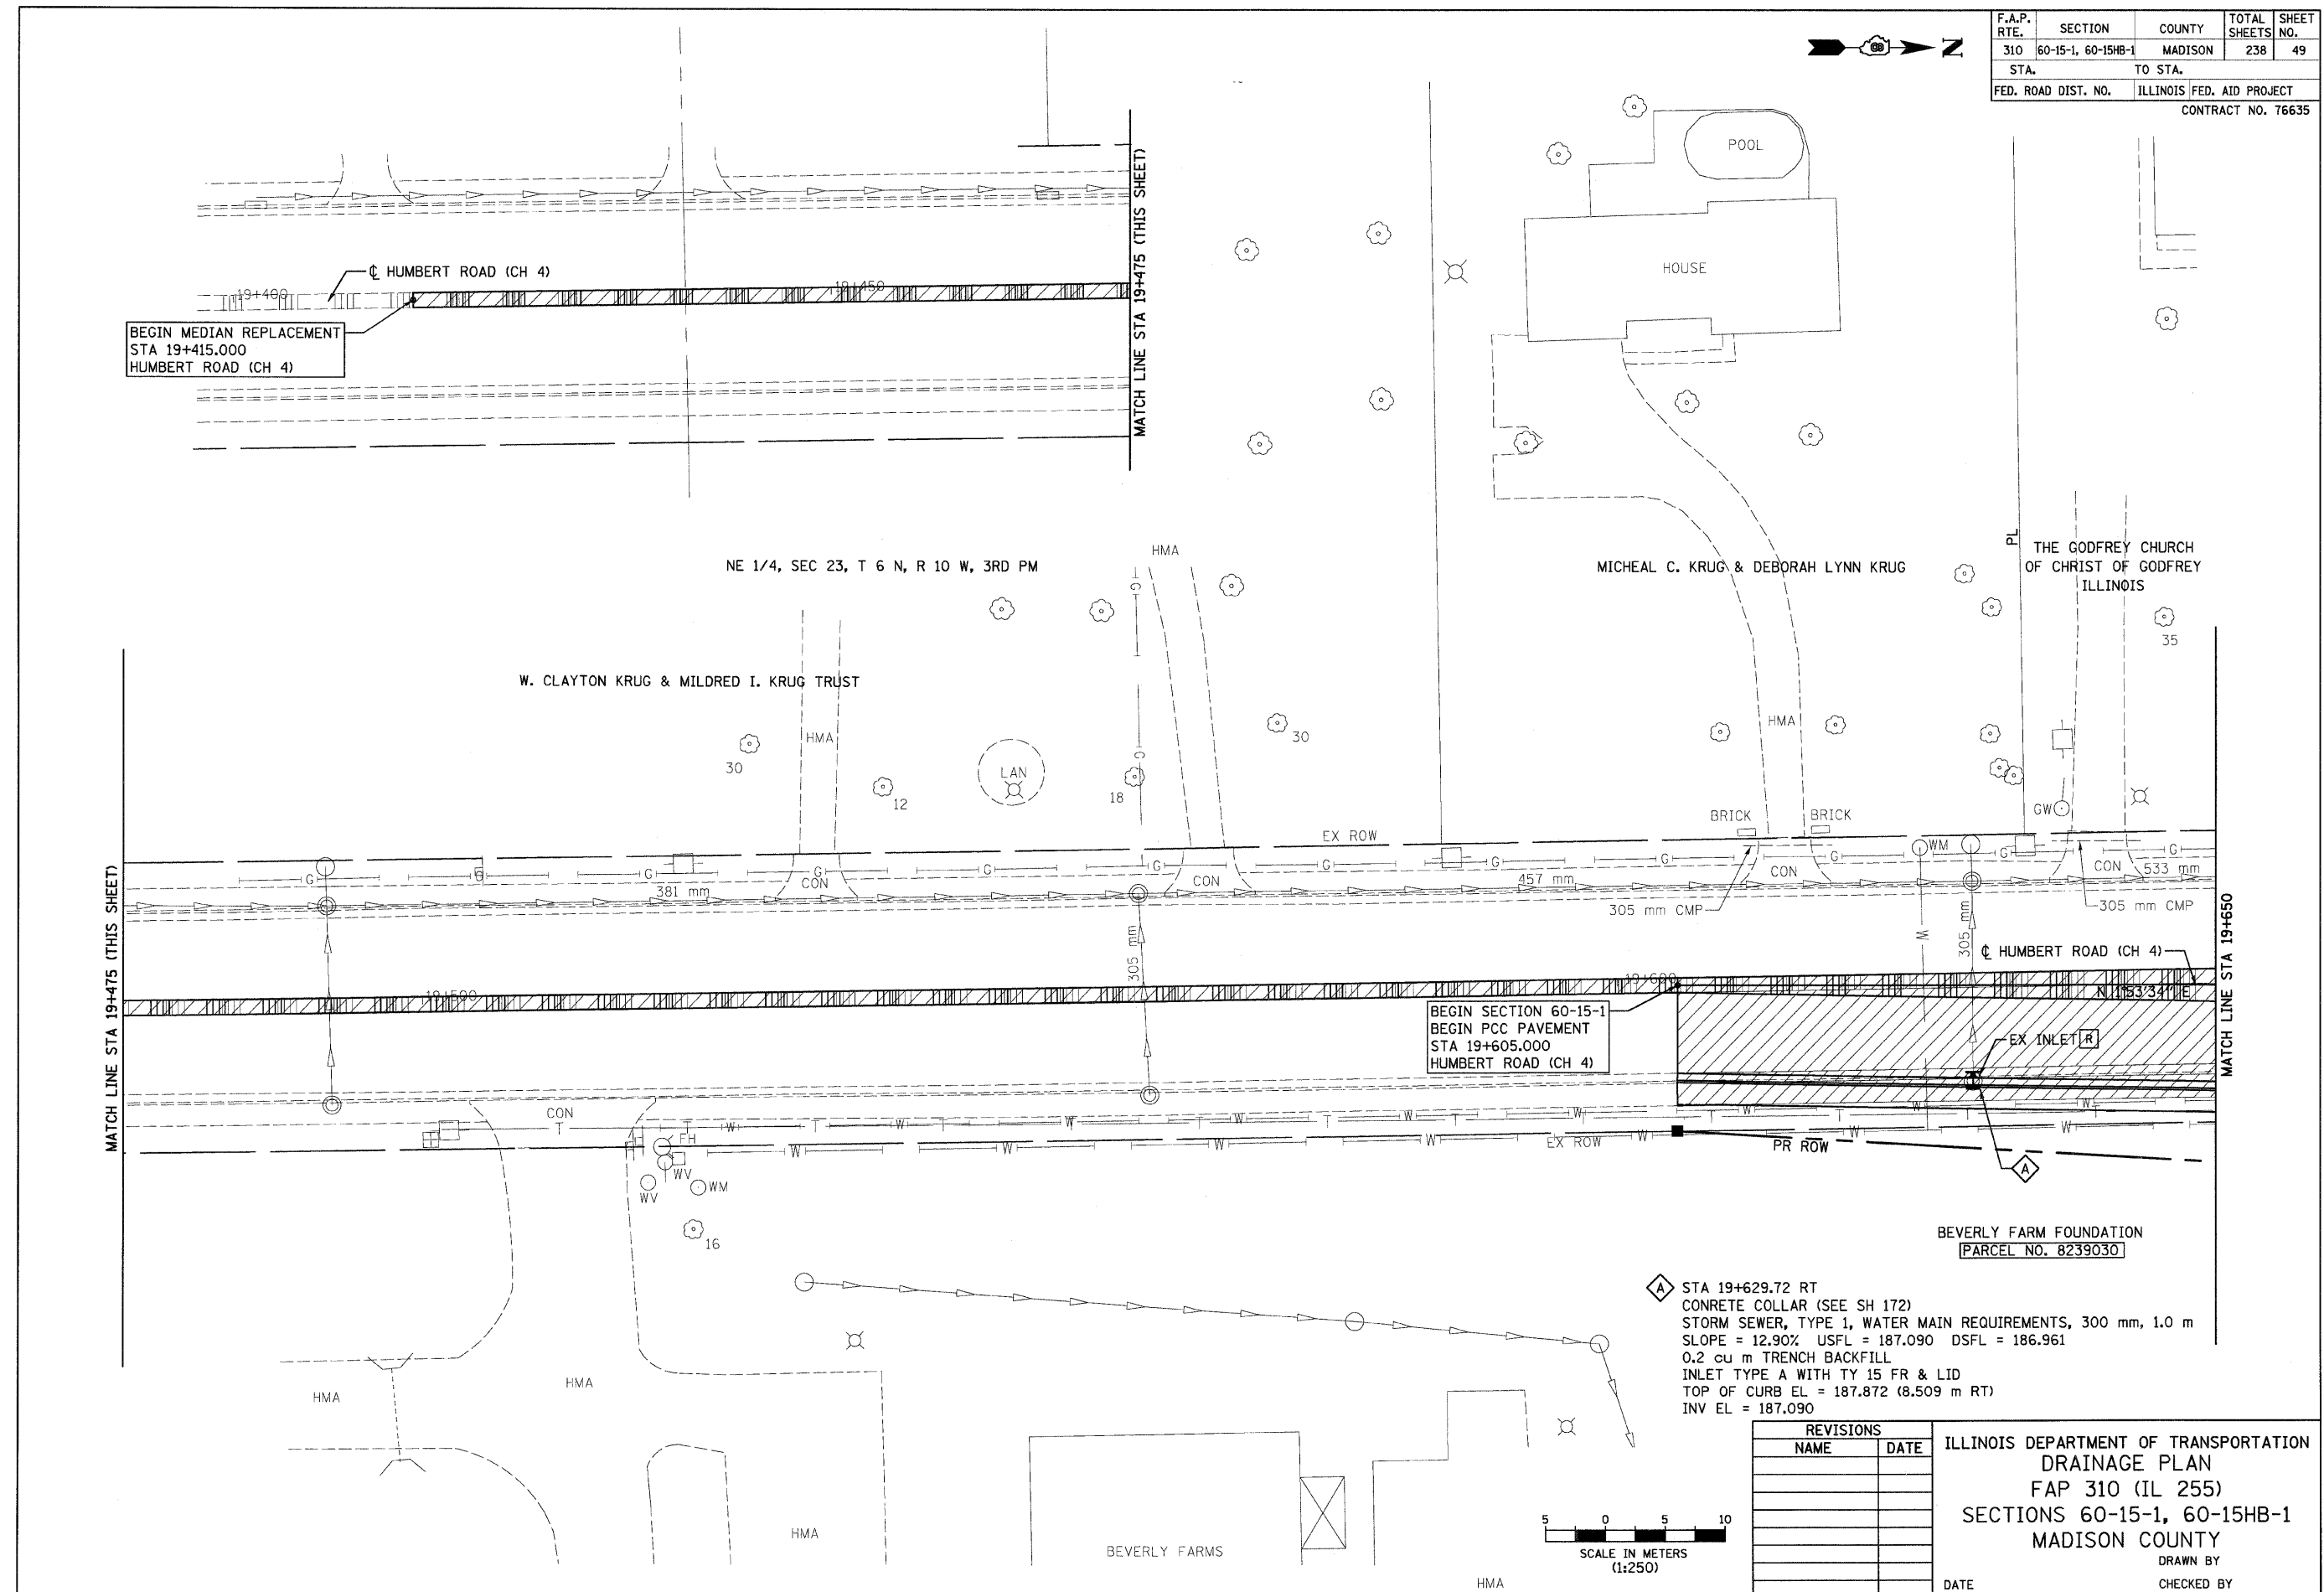 F.A.P. RTE. SECTION COUNTY TOTAL SHEETS SHEET NO.
310 60-15-1, 60-15HB-1 MADISON 238 49
STA. TO STA.
FED. ROAD DIST. NO. ILLINOIS FED. AID PROJECT
CONTRACT NO. 76635
N
POOL
HOUSE
MATCH LINE STA 19+475 (THIS SHEET)
℄ HUMBERT ROAD (CH 4)
19+400
19+450
BEGIN MEDIAN REPLACEMENT
STA 19+415.000
HUMBERT ROAD (CH 4)
NE 1/4, SEC 23, T 6 N, R 10 W, 3RD PM
HMA
G
MICHEAL C. KRUG & DEBORAH LYNN KRUG
PL
THE GODFREY CHURCH
OF CHRIST OF GODFREY
ILLINOIS
35
W. CLAYTON KRUG & MILDRED I. KRUG TRUST
30
HMA
12
LAN
18
G
30
HMA
BRICK
BRICK
GW
EX ROW
WM
MATCH LINE STA 19+475 (THIS SHEET)
G G G G G G G G G G G G
381 mm
CON
CON
457 mm
CON
CON
533 mm
305 mm CMP
305 mm CMP
305 mm
W
305 mm
℄ HUMBERT ROAD (CH 4)
MATCH LINE STA 19+650
19+500
19+600
N 1°53'34" E
BEGIN SECTION 60-15-1
BEGIN PCC PAVEMENT
STA 19+605.000
HUMBERT ROAD (CH 4)
EX INLET R
CON
T T W T W T W T W T W T W T W T W T W T
FH
WV
WV
WM
W W W W W W W
EX ROW
PR ROW
A
16
BEVERLY FARM FOUNDATION
PARCEL NO. 8239030
A STA 19+629.72 RT
CONRETE COLLAR (SEE SH 172)
STORM SEWER, TYPE 1, WATER MAIN REQUIREMENTS, 300 mm, 1.0 m
SLOPE = 12.90% USFL = 187.090 DSFL = 186.961
0.2 cu m TRENCH BACKFILL
INLET TYPE A WITH TY 15 FR & LID
TOP OF CURB EL = 187.872 (8.509 m RT)
INV EL = 187.090
HMA
HMA
HMA
BEVERLY FARMS
HMA
5 0 5 10
SCALE IN METERS
(1:250)
REVISIONS
NAME DATE
ILLINOIS DEPARTMENT OF TRANSPORTATION
DRAINAGE PLAN
FAP 310 (IL 255)
SECTIONS 60-15-1, 60-15HB-1
MADISON COUNTY
DRAWN BY
DATE CHECKED BY